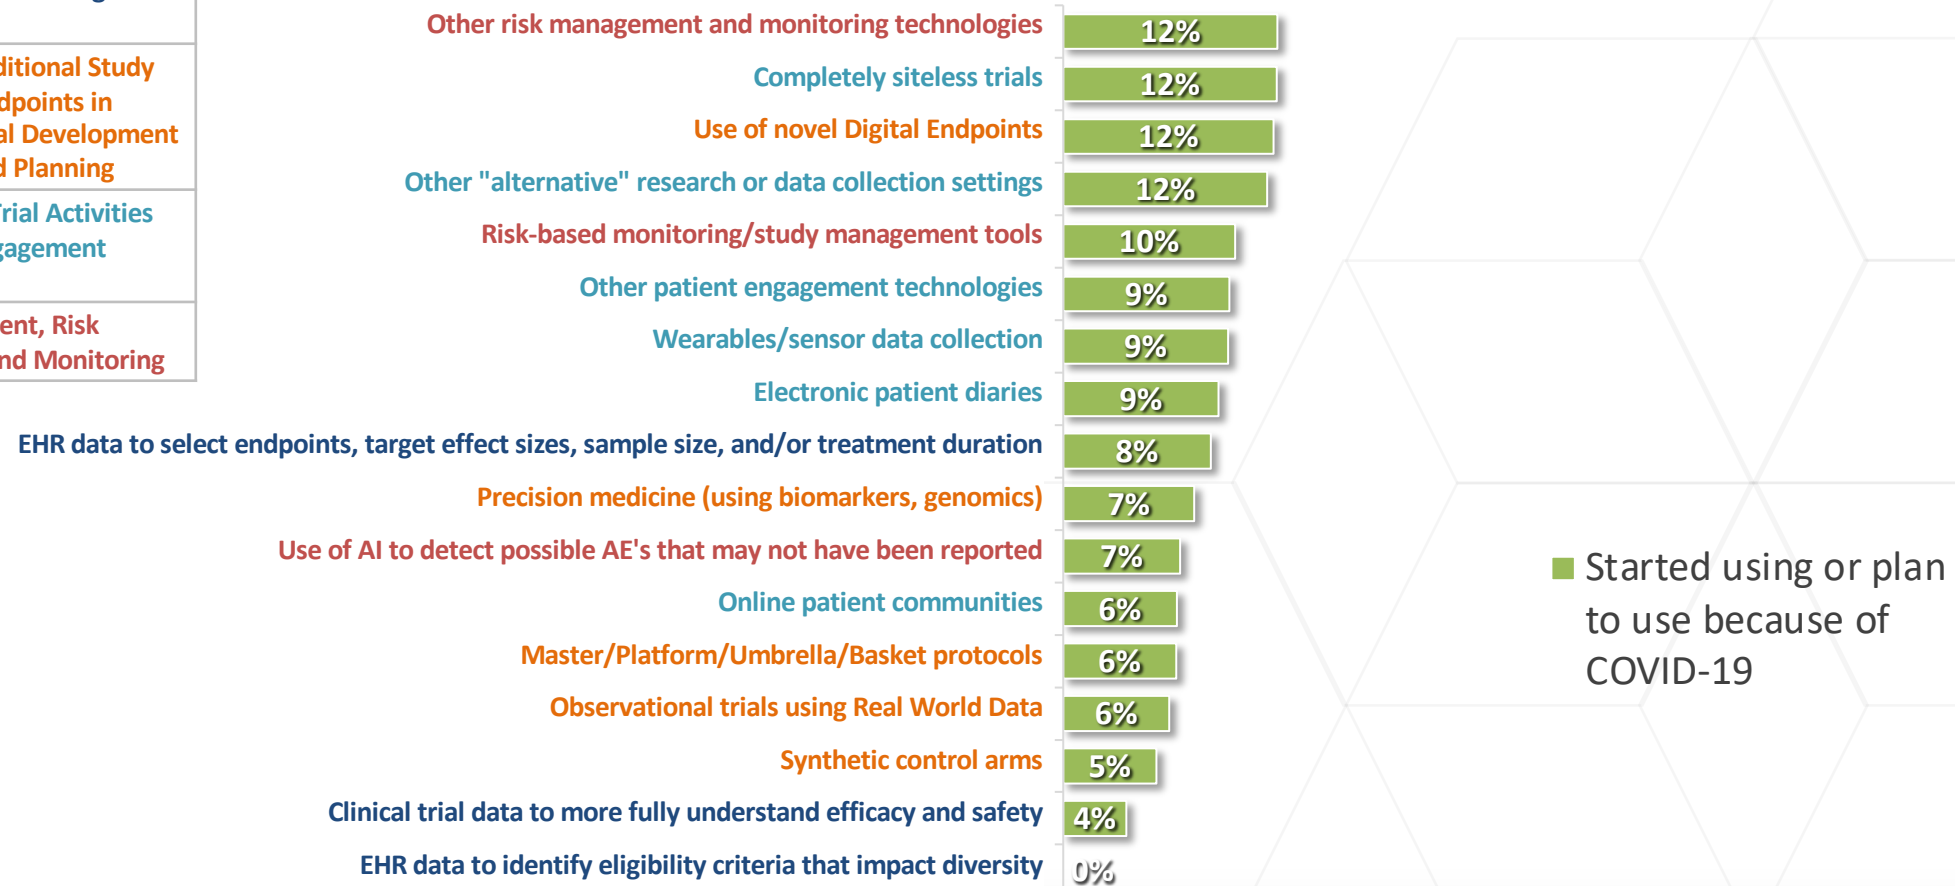 ditional Study
dpoints in
al Development
d Planning
Trial Activities
gagement
ent, Risk
nd Monitoring
Other risk management and monitoring technologies 12%
Completely siteless trials 12%
Use of novel Digital Endpoints 12%
Other "alternative" research or data collection settings 12%
Risk-based monitoring/study management tools 10%
Other patient engagement technologies 9%
Wearables/sensor data collection 9%
Electronic patient diaries 9%
EHR data to select endpoints, target effect sizes, sample size, and/or treatment duration 8%
Precision medicine (using biomarkers, genomics) 7%
Use of AI to detect possible AE's that may not have been reported 7%
Online patient communities 6%
Master/Platform/Umbrella/Basket protocols 6%
Observational trials using Real World Data 6%
Synthetic control arms 5%
Clinical trial data to more fully understand efficacy and safety 4%
EHR data to identify eligibility criteria that impact diversity 0%
Started using or plan
to use because of
COVID-19